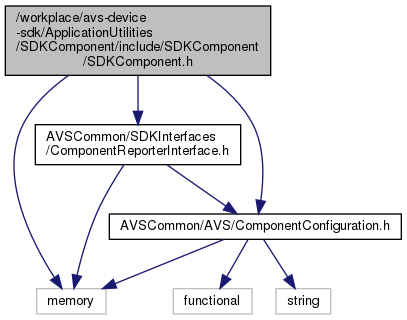 /workplace/avs-device
-sdk/ApplicationUtilities
/SDKComponent/include/SDKComponent
/SDKComponent.h
AVSCommon/SDKInterfaces
/ComponentReporterInterface.h
AVSCommon/AVS/ComponentConfiguration.h
memory
functional
string